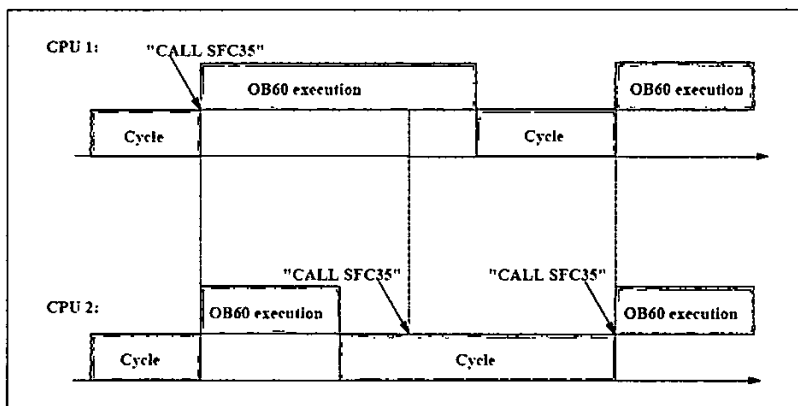 CPU 1:
"CALL SFC35"
OB60 execution
OB60 execution
Cycle
Cycle
"CALL SFC35"
"CALL SFC35"
CPU 2:
OB60 execution
OB60 execution
Cycle
Cycle